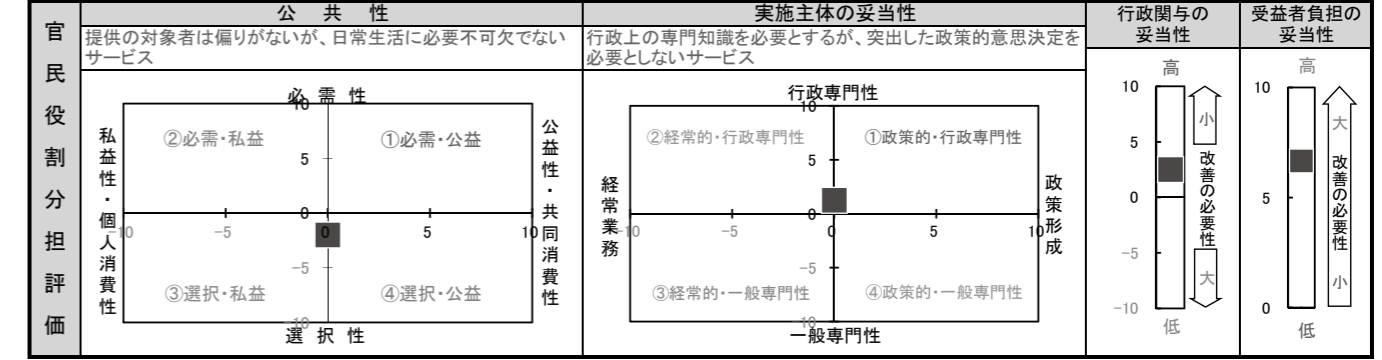 官民役割分担評価
公共性
提供の対象者は偏りがないが、日常生活に必要不可欠でない
サービス
必需性
10
私益性・個人消費性
②必需・私益
①必需・公益
公益性・共同消費性
5
-10
-5
0
0
5
10
-5
③選択・私益
④選択・公益
-10
選択性
実施主体の妥当性
行政上の専門知識を必要とするが、突出した政策的意思決定を
必要としないサービス
行政専門性
10
経常業務
②経常的・行政専門性
①政策的・行政専門性
政策形成
5
-10
-5
0
0
5
10
-5
③経常的・一般専門性
④政策的・一般専門性
-10
一般専門性
行政関与の
妥当性
高
10
5
0
-5
-10
低
小
改善の必要性
大
受益者負担の
妥当性
高
10
5
0
低
大
改善の必要性
小